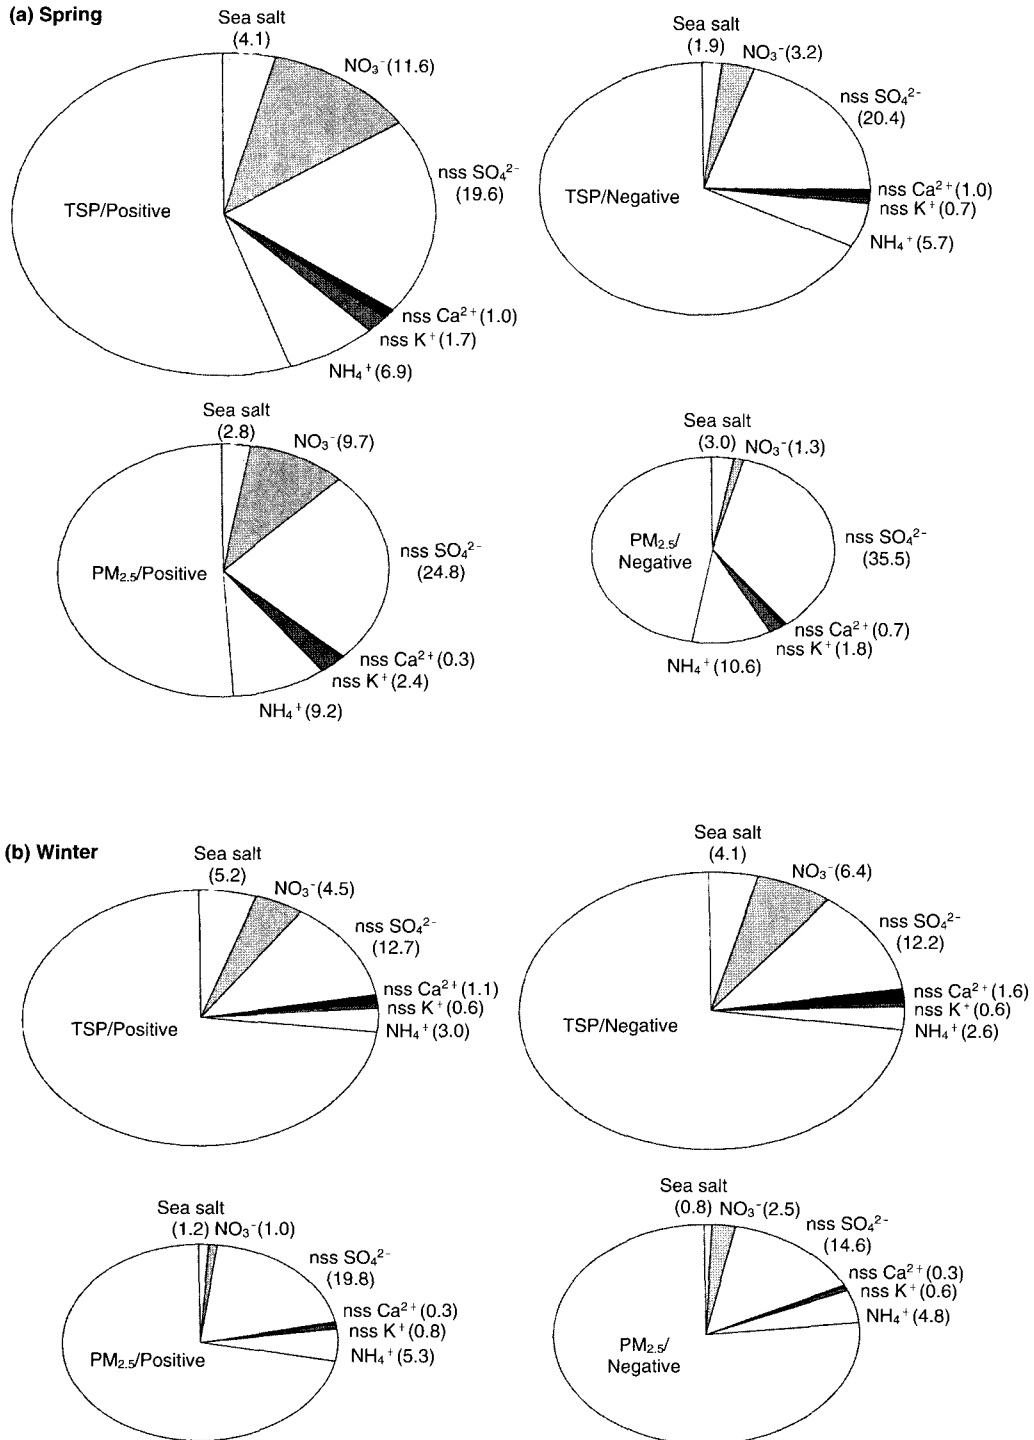 (a) Spring
Sea salt
(4.1)
NO₃⁻(11.6)
nss SO₄²⁻
(19.6)
nss Ca²⁺(1.0)
nss K⁺(1.7)
NH₄⁺(6.9)
TSP/Positive
Sea salt
(1.9)
NO₃⁻(3.2)
nss SO₄²⁻
(20.4)
nss Ca²⁺(1.0)
nss K⁺(0.7)
NH₄⁺(5.7)
TSP/Negative
Sea salt
(2.8)
NO₃⁻(9.7)
nss SO₄²⁻
(24.8)
nss Ca²⁺(0.3)
nss K⁺(2.4)
NH₄⁺(9.2)
PM₂.₅/Positive
Sea salt
(3.0)
NO₃⁻(1.3)
nss SO₄²⁻
(35.5)
nss Ca²⁺(0.7)
nss K⁺(1.8)
NH₄⁺(10.6)
PM₂.₅/
Negative
(b) Winter
Sea salt
(5.2)
NO₃⁻(4.5)
nss SO₄²⁻
(12.7)
nss Ca²⁺(1.1)
nss K⁺(0.6)
NH₄⁺(3.0)
TSP/Positive
Sea salt
(4.1)
NO₃⁻(6.4)
nss SO₄²⁻
(12.2)
nss Ca²⁺(1.6)
nss K⁺(0.6)
NH₄⁺(2.6)
TSP/Negative
Sea salt
(1.2) NO₃⁻(1.0)
nss SO₄²⁻
(19.8)
nss Ca²⁺(0.3)
nss K⁺(0.8)
NH₄⁺(5.3)
PM₂.₅/Positive
Sea salt
(0.8) NO₃⁻(2.5)
nss SO₄²⁻
(14.6)
nss Ca²⁺(0.3)
nss K⁺(0.6)
NH₄⁺(4.8)
PM₂.₅/
Negative